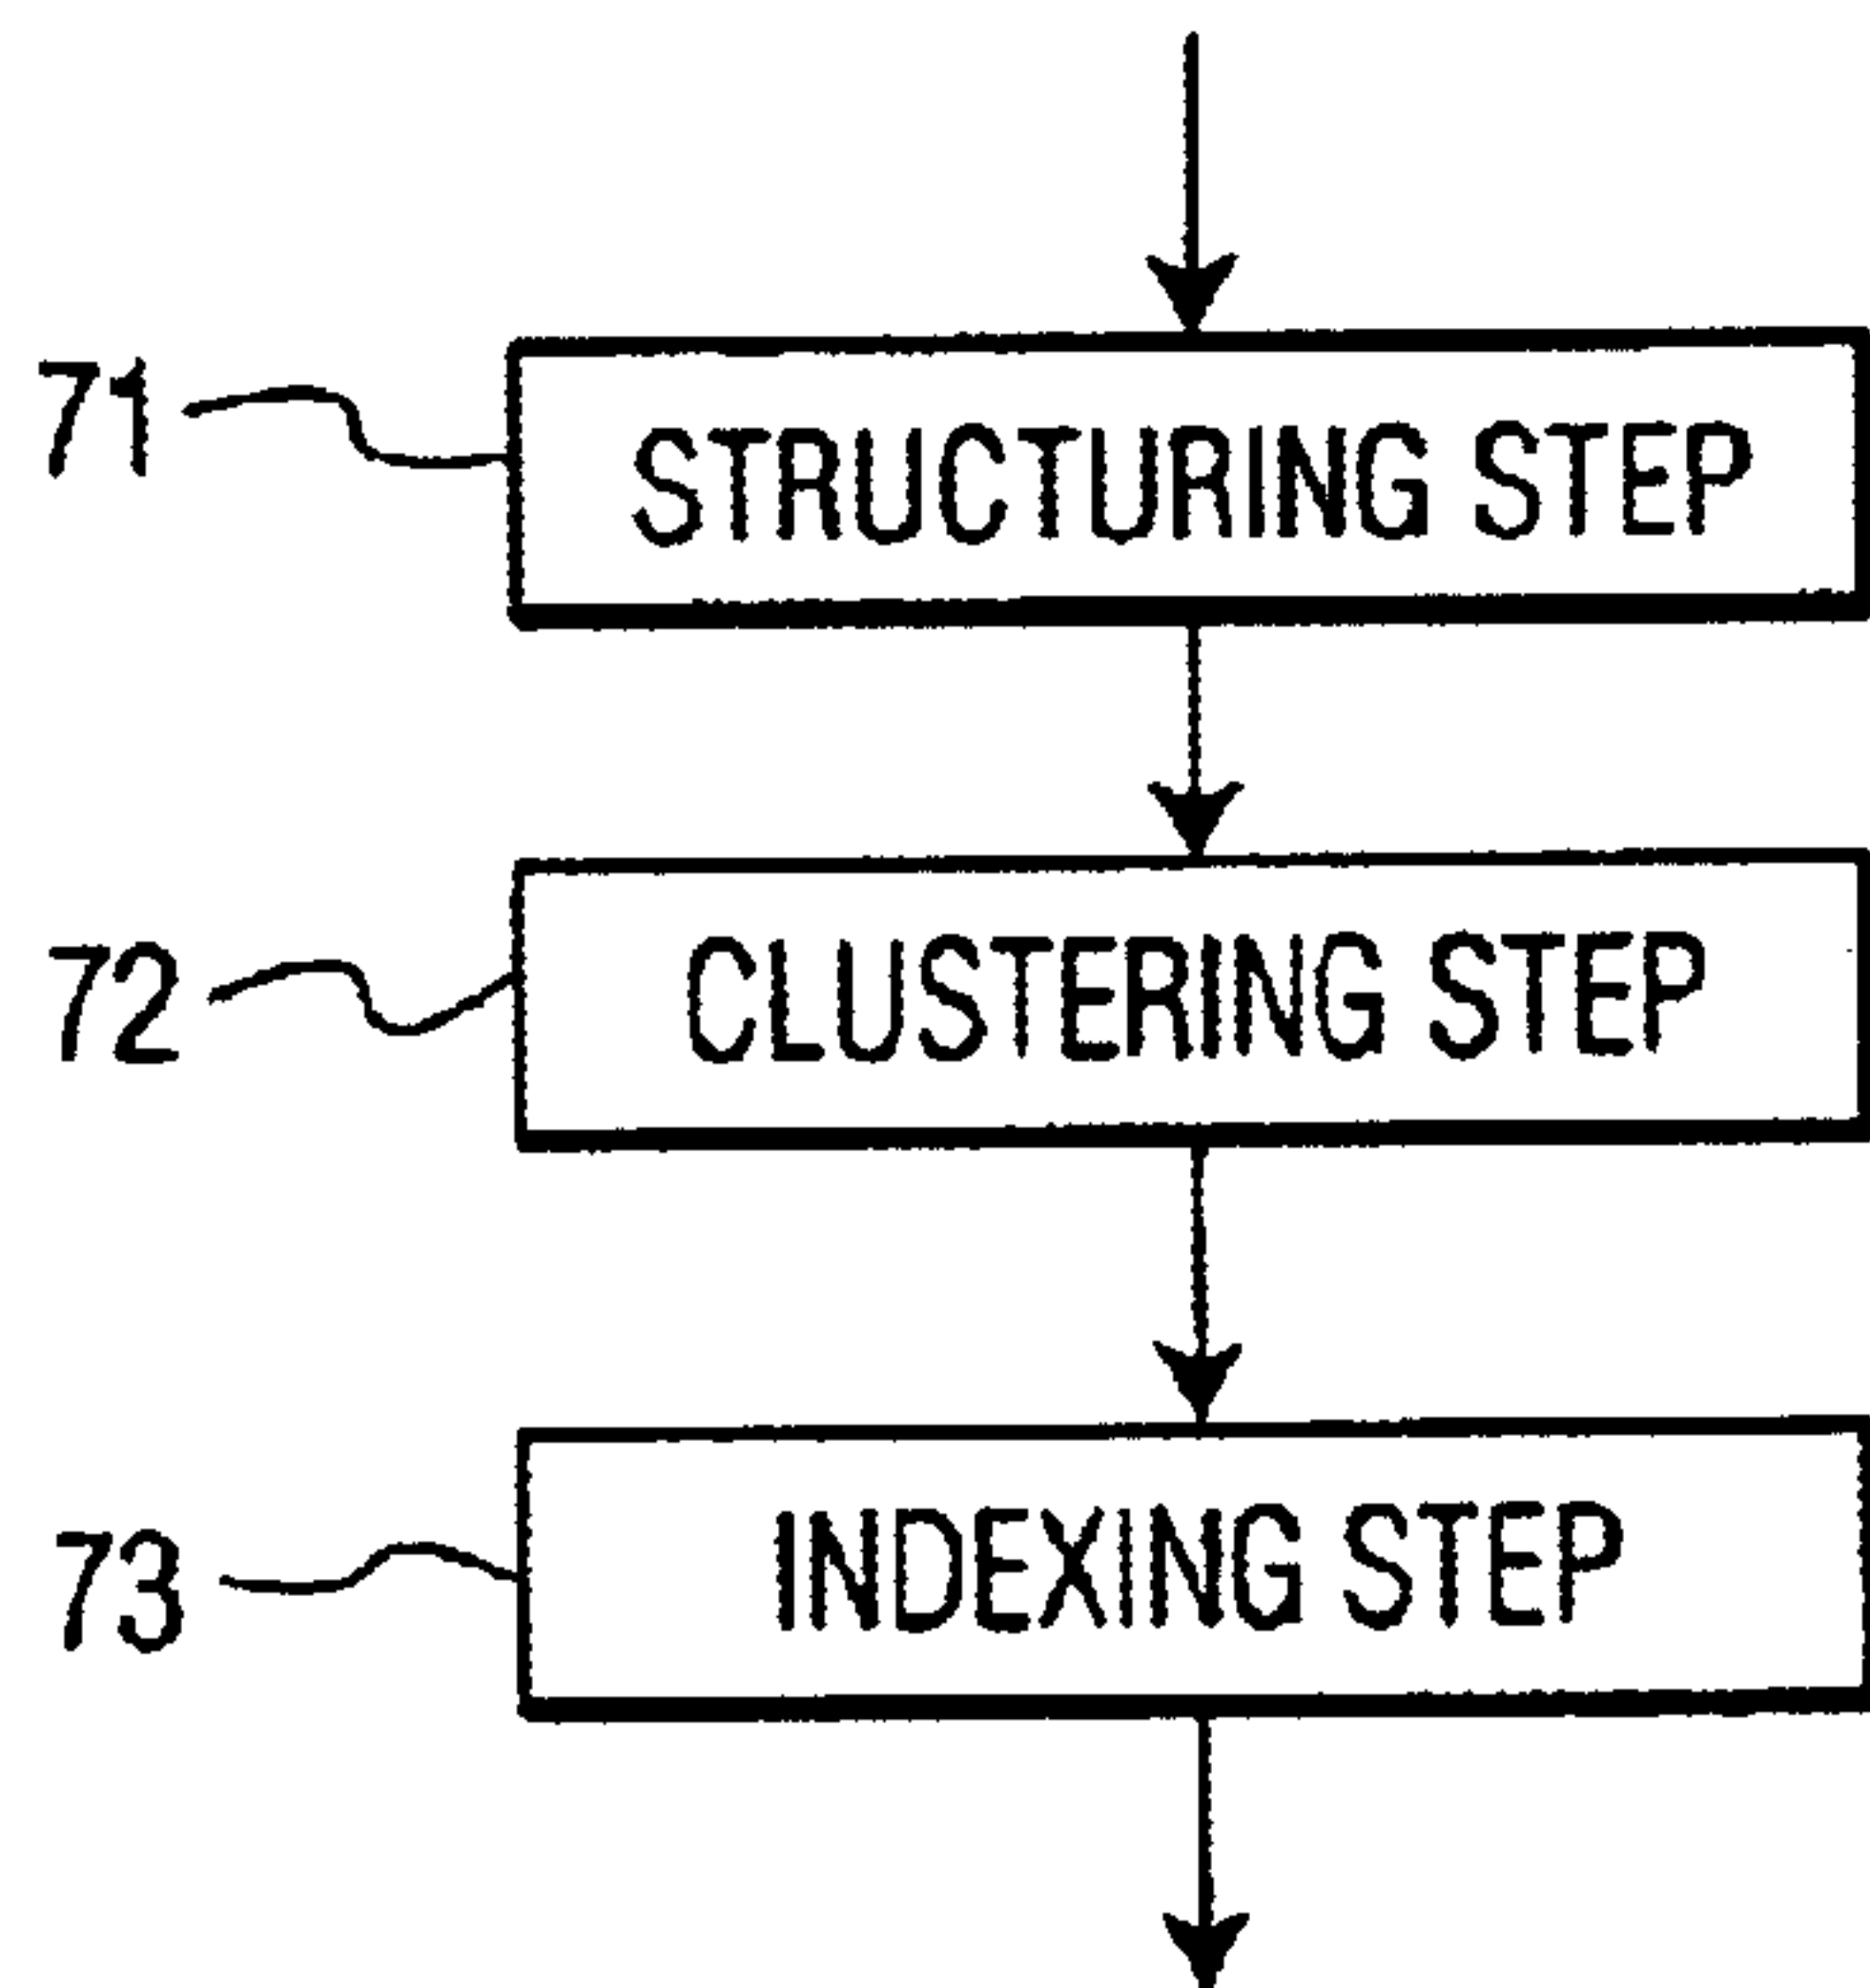 71
STRUCTURING STEP
72
CLUSTERING STEP
73
INDEXING STEP